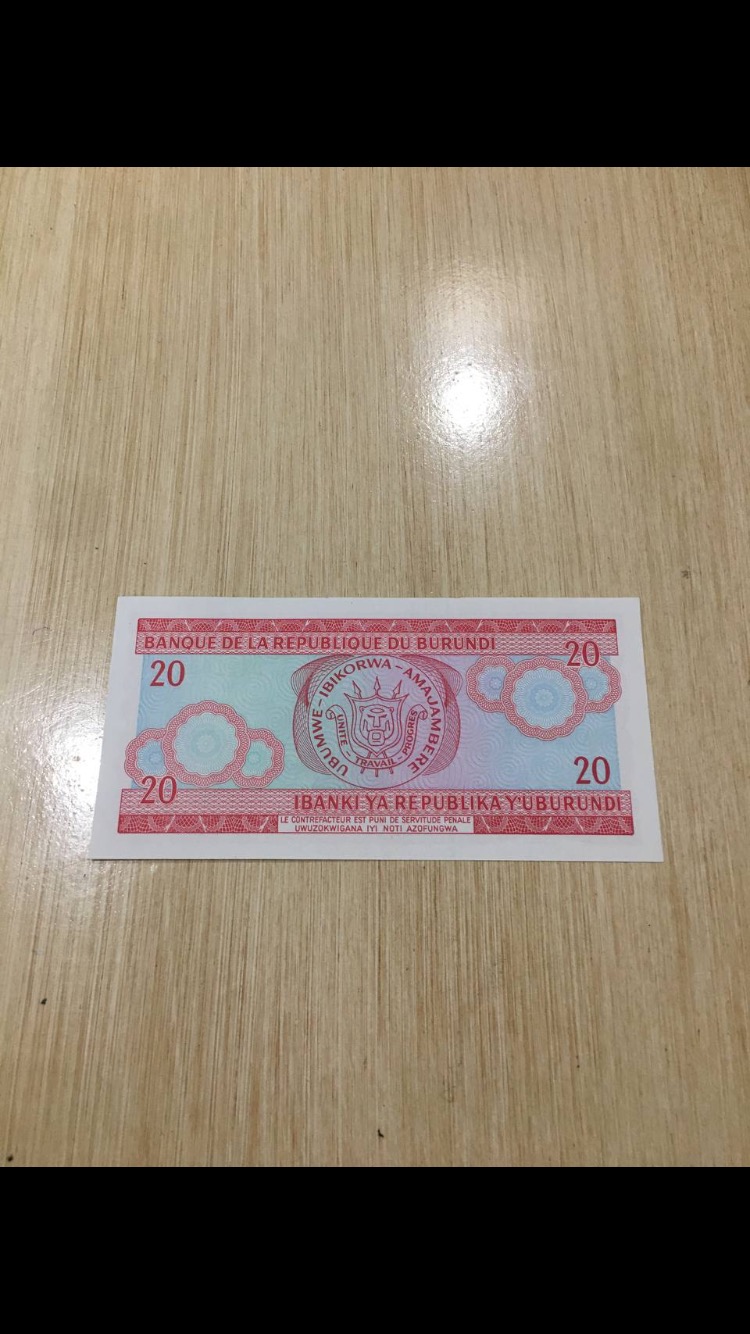 BANQUE DE LA REPUBLIQUE DU BURUNDI
20
20
UBUMWE-IBIKORWA-AMAJAMBERE
UNITE - TRAVAIL - PROGRES
20
20
IBANKI YA REPUBLIKA Y'UBURUNDI
LE CONTREFACTEUR EST PUNI DE SERVITUDE PENALE
UWUZOKWIGANA IYI NOTI AZOFUNGWA